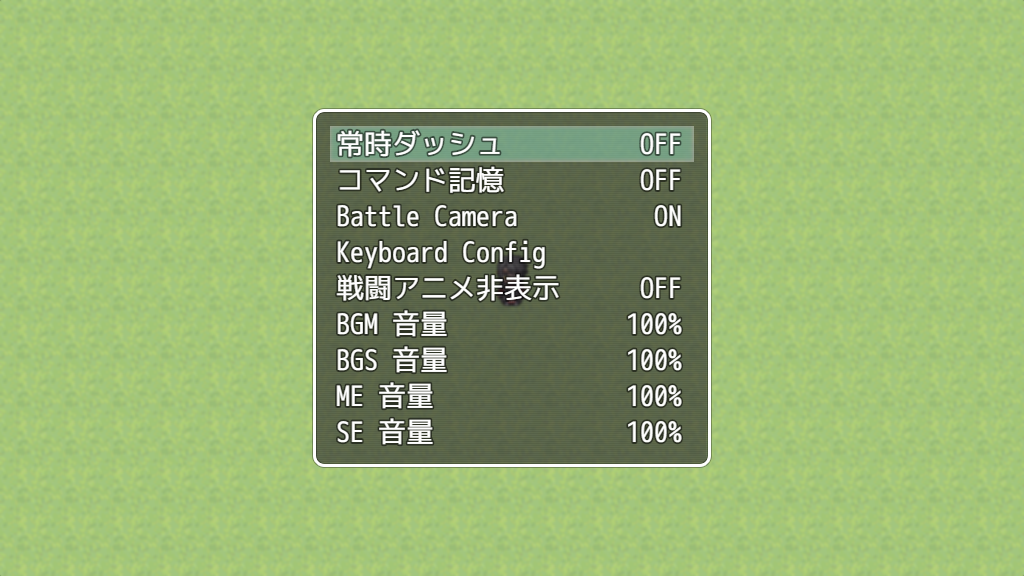 常時ダッシュ OFF
コマンド記憶 OFF
Battle Camera ON
Keyboard Config
戦闘アニメ非表示 OFF
BGM 音量 100%
BGS 音量 100%
ME 音量 100%
SE 音量 100%